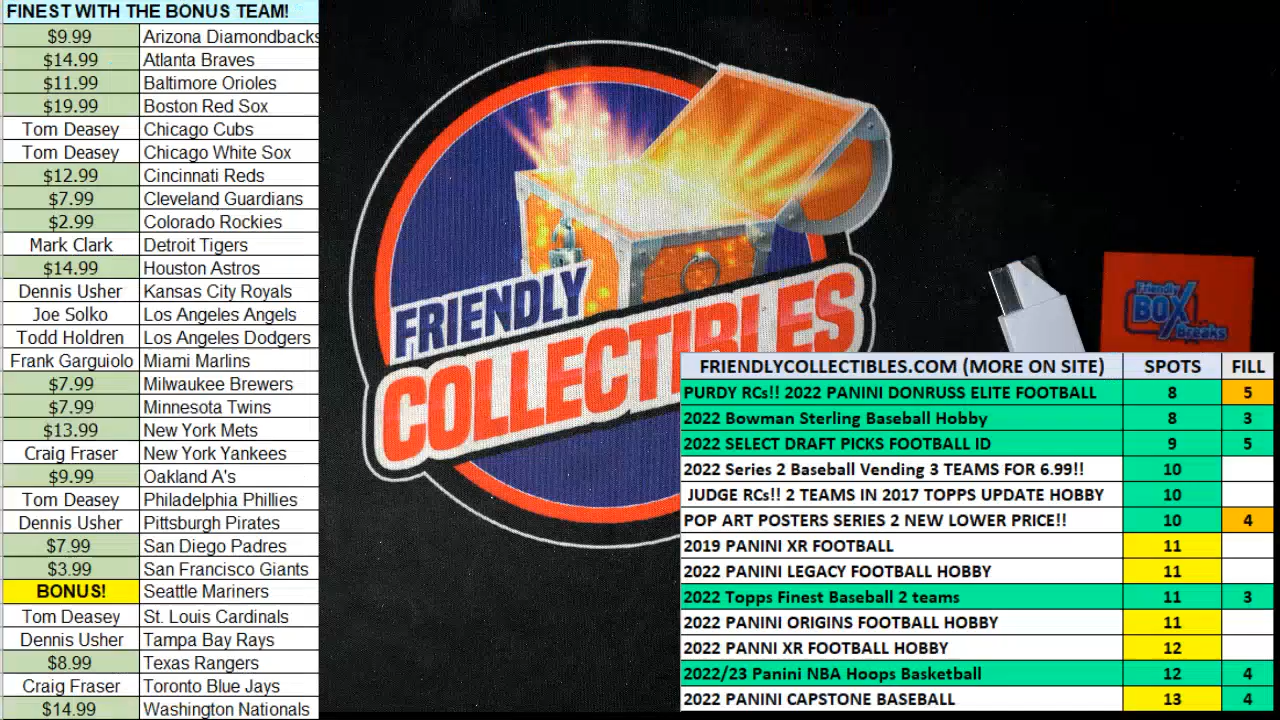 FINEST WITH THE BONUS TEAM!
$9.99 Arizona Diamondbacks
$14.99 Atlanta Braves
$11.99 Baltimore Orioles
$19.99 Boston Red Sox
Tom Deasey Chicago Cubs
Tom Deasey Chicago White Sox
$12.99 Cincinnati Reds
$7.99 Cleveland Guardians
$2.99 Colorado Rockies
Mark Clark Detroit Tigers
$14.99 Houston Astros
Dennis Usher Kansas City Royals
Joe Solko Los Angeles Angels
Todd Holdren Los Angeles Dodgers
Frank Garguiolo Miami Marlins
$7.99 Milwaukee Brewers
$7.99 Minnesota Twins
$13.99 New York Mets
Craig Fraser New York Yankees
$9.99 Oakland A's
Tom Deasey Philadelphia Phillies
Dennis Usher Pittsburgh Pirates
$7.99 San Diego Padres
$3.99 San Francisco Giants
BONUS! Seattle Mariners
Tom Deasey St. Louis Cardinals
Dennis Usher Tampa Bay Rays
$8.99 Texas Rangers
Craig Fraser Toronto Blue Jays
$14.99 Washington Nationals
FRIENDLY
COLLECTIBLES
Friendly
BOX
Breaks
FRIENDLYCOLLECTIBLES.COM (MORE ON SITE) SPOTS FILL
PURDY RCs!! 2022 PANINI DONRUSS ELITE FOOTBALL 8 5
2022 Bowman Sterling Baseball Hobby 8 3
2022 SELECT DRAFT PICKS FOOTBALL ID 9 5
2022 Series 2 Baseball Vending 3 TEAMS FOR 6.99!! 10
JUDGE RCs!! 2 TEAMS IN 2017 TOPPS UPDATE HOBBY 10
POP ART POSTERS SERIES 2 NEW LOWER PRICE!! 10 4
2019 PANINI XR FOOTBALL 11
2022 PANINI LEGACY FOOTBALL HOBBY 11
2022 Topps Finest Baseball 2 teams 11 3
2022 PANINI ORIGINS FOOTBALL HOBBY 11
2022 PANNI XR FOOTBALL HOBBY 12
2022/23 Panini NBA Hoops Basketball 12 4
2022 PANINI CAPSTONE BASEBALL 13 4